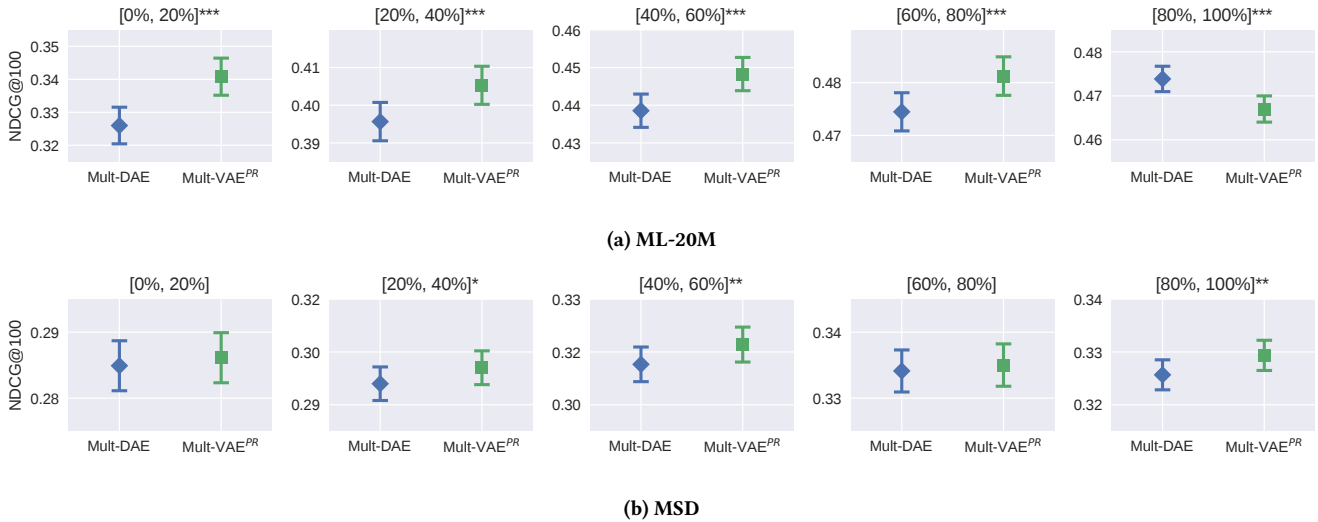 [0%, 20%]*** [20%, 40%]*** [40%, 60%]*** [60%, 80%]*** [80%, 100%]***
NDCG@100
0.35 0.34 0.33 0.32
0.41 0.40 0.39
0.46 0.45 0.44 0.43
0.48 0.47
0.48 0.47 0.46
Mult-DAE Mult-VAE^PR Mult-DAE Mult-VAE^PR Mult-DAE Mult-VAE^PR Mult-DAE Mult-VAE^PR Mult-DAE Mult-VAE^PR
(a) ML-20M
[0%, 20%] [20%, 40%]* [40%, 60%]** [60%, 80%] [80%, 100%]**
NDCG@100
0.29 0.28
0.32 0.30 0.29
0.33 0.32 0.30
0.34 0.33
0.34 0.33 0.32
Mult-DAE Mult-VAE^PR Mult-DAE Mult-VAE^PR Mult-DAE Mult-VAE^PR Mult-DAE Mult-VAE^PR Mult-DAE Mult-VAE^PR
(b) MSD